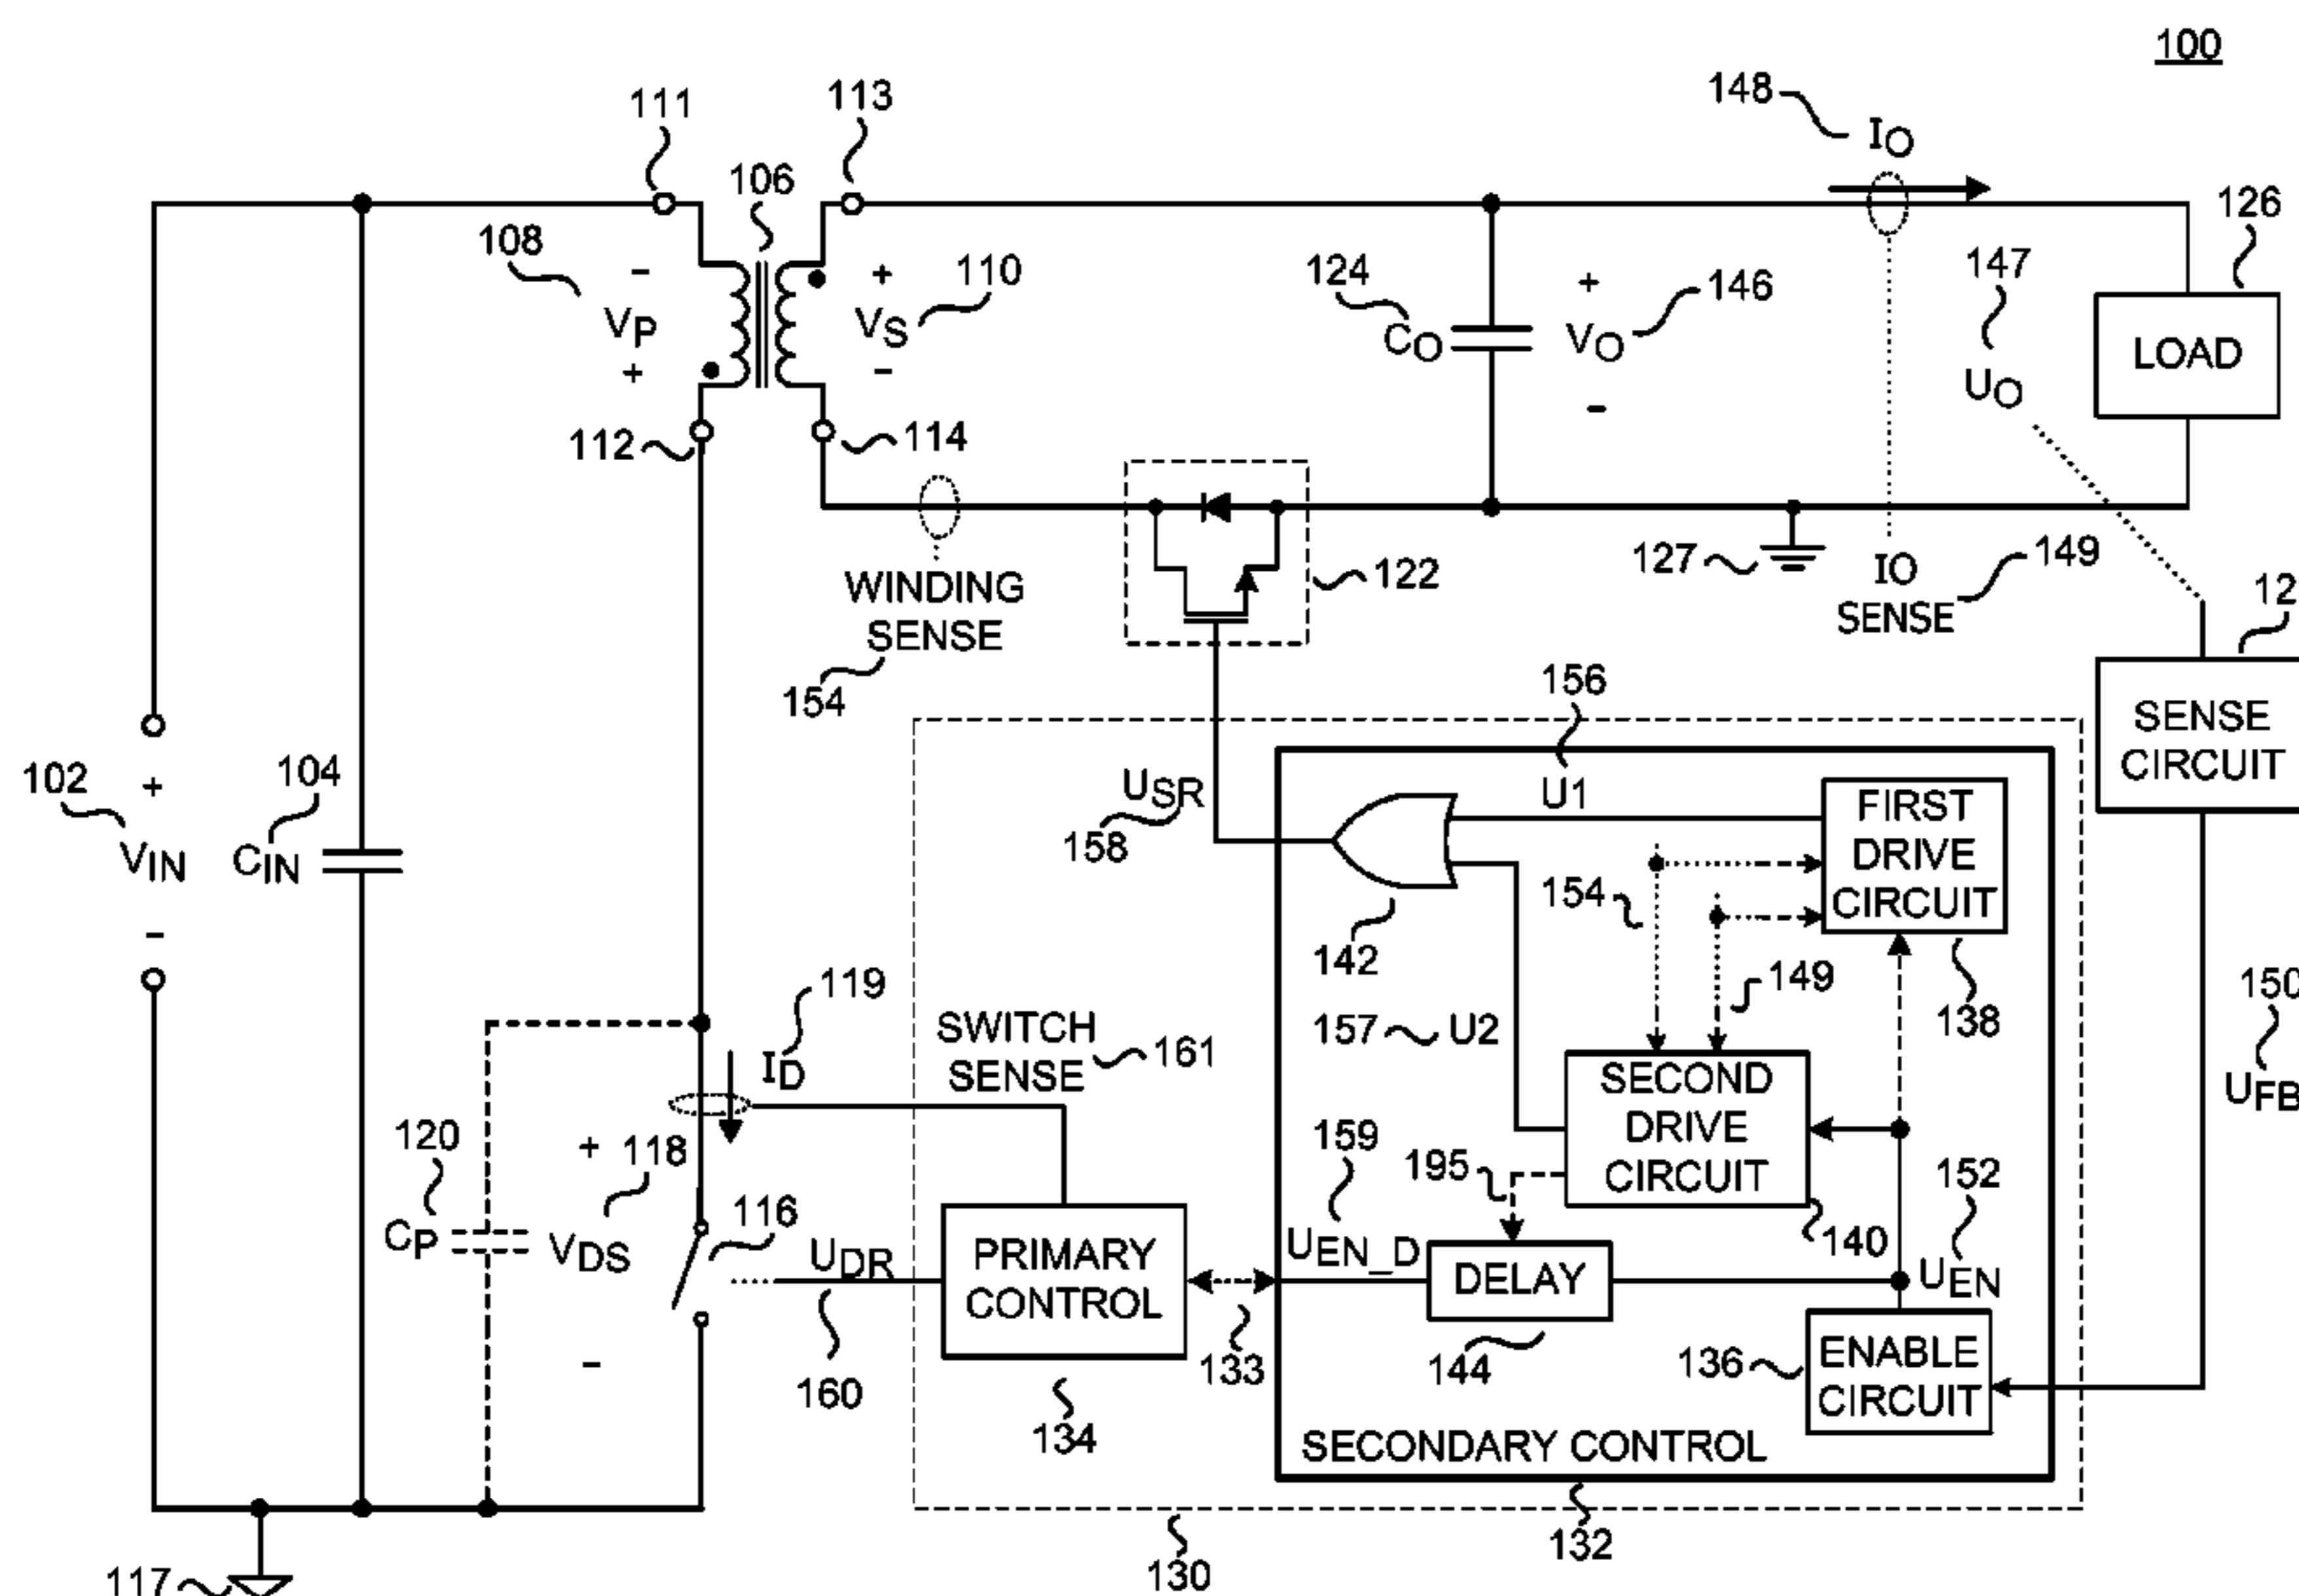 100
148
111
113
IO
106
126
108
-
+
110
124
+
146
147
VP
VS
CO
VO
UO
LOAD
+
-
-
112
114
122
127
IO
SENSE
149
WINDING
SENSE
154
12
SENSE
CIRCUIT
156
102
+
104
USR
U1
FIRST
DRIVE
CIRCUIT
VIN
CIN
158
154
-
142
149
138
150
119
SWITCH
SENSE
161
157
U2
ID
SECOND
DRIVE
CIRCUIT
UFB
120
+
118
159
195
152
CP
VDS
116
UDR
PRIMARY
CONTROL
UEN_D
DELAY
140
UEN
-
160
133
144
136
ENABLE
CIRCUIT
134
SECONDARY CONTROL
130
132
117